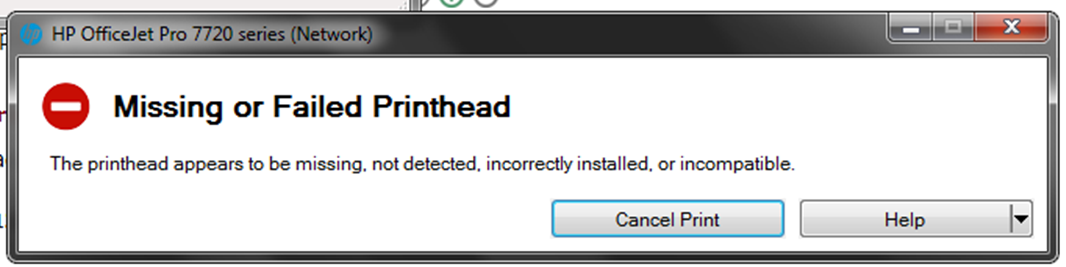 HP OfficeJet Pro 7720 series (Network)
Missing or Failed Printhead
The printhead appears to be missing, not detected, incorrectly installed, or incompatible.
Cancel Print
Help